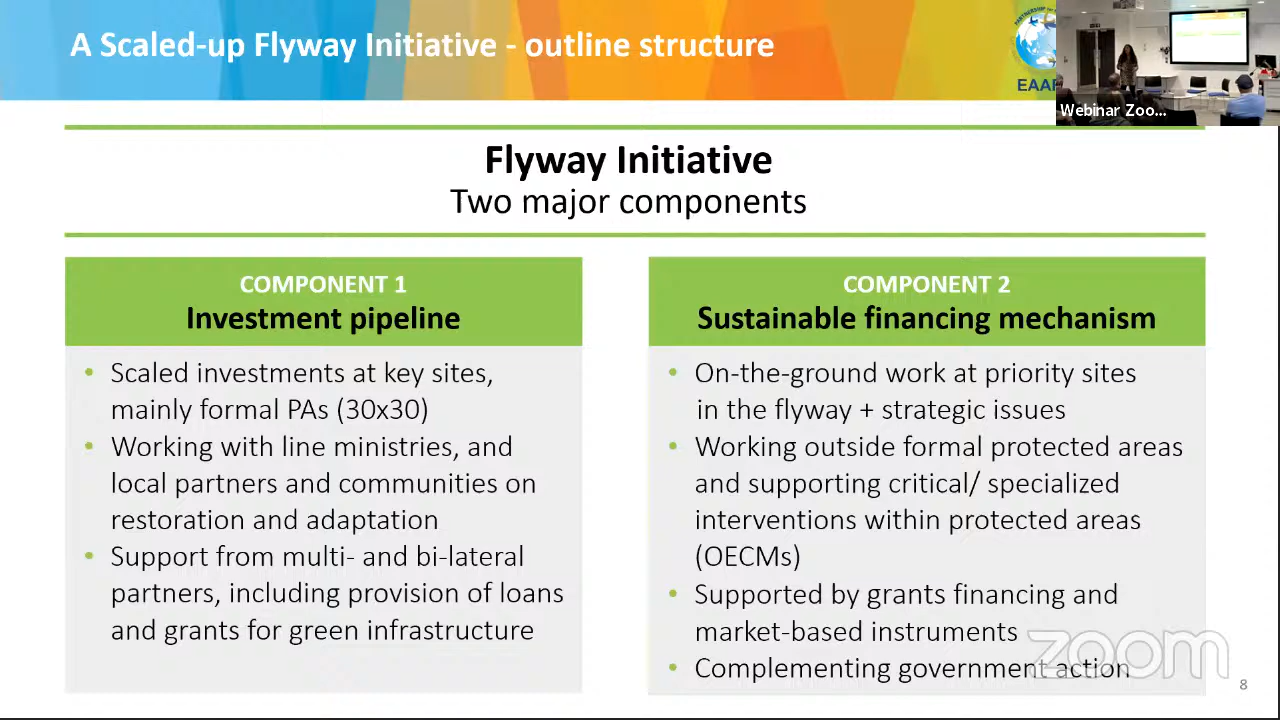 A Scaled-up Flyway Initiative - outline structure
EAAF
Webinar Zoo...
Flyway Initiative
Two major components
COMPONENT 1
Investment pipeline
• Scaled investments at key sites,
mainly formal PAs (30x30)
• Working with line ministries, and
local partners and communities on
restoration and adaptation
• Support from multi- and bi-lateral
partners, including provision of loans
and grants for green infrastructure
COMPONENT 2
Sustainable financing mechanism
• On-the-ground work at priority sites
in the flyway + strategic issues
• Working outside formal protected areas
and supporting critical/ specialized
interventions within protected areas
(OECMs)
• Supported by grants financing and
market-based instruments
• Complementing government action
zoom
8